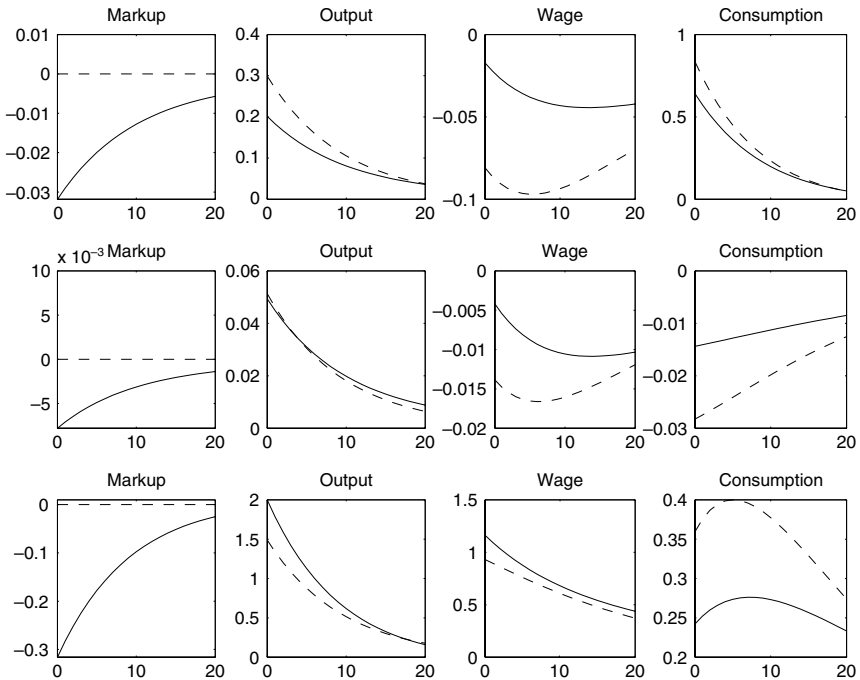 Markup Output Wage Consumption
0.01 0.4 0 1
0
0.3
−0.01 0.2 −0.05 0.5
−0.02
0.1
−0.03 0 −0.1 0
0 10 20 0 10 20 0 10 20 0 10 20
x 10⁻³ Markup Output Wage Consumption
10 0.06 0 0
5 0.04 −0.005 −0.01
0 −0.01
0.02 −0.02
−5 −0.015
0 −0.02 −0.03
0 10 20 0 10 20 0 10 20 0 10 20
Markup Output Wage Consumption
0 2 1.5 0.4
−0.1 1.5 1 0.35
1 0.3
−0.2 0.5 0.5 0.25
−0.3 0 0 0.2
0 10 20 0 10 20 0 10 20 0 10 20